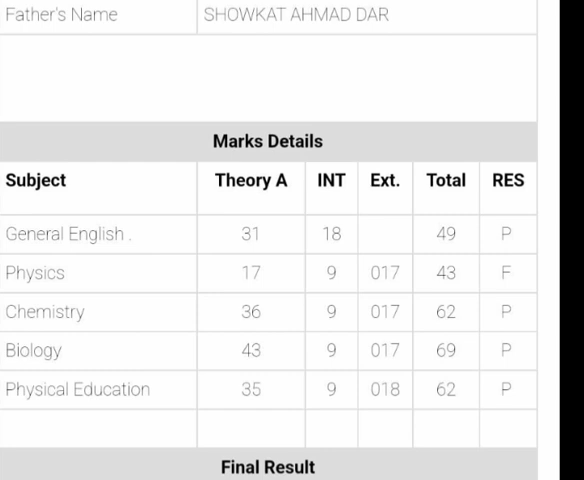 Father's Name SHOWKAT AHMAD DAR
Marks Details
Subject Theory A INT Ext. Total RES
General English . 31 18 49 P
Physics 17 9 017 43 F
Chemistry 36 9 017 62 P
Biology 43 9 017 69 P
Physical Education 35 9 018 62 P
Final Result